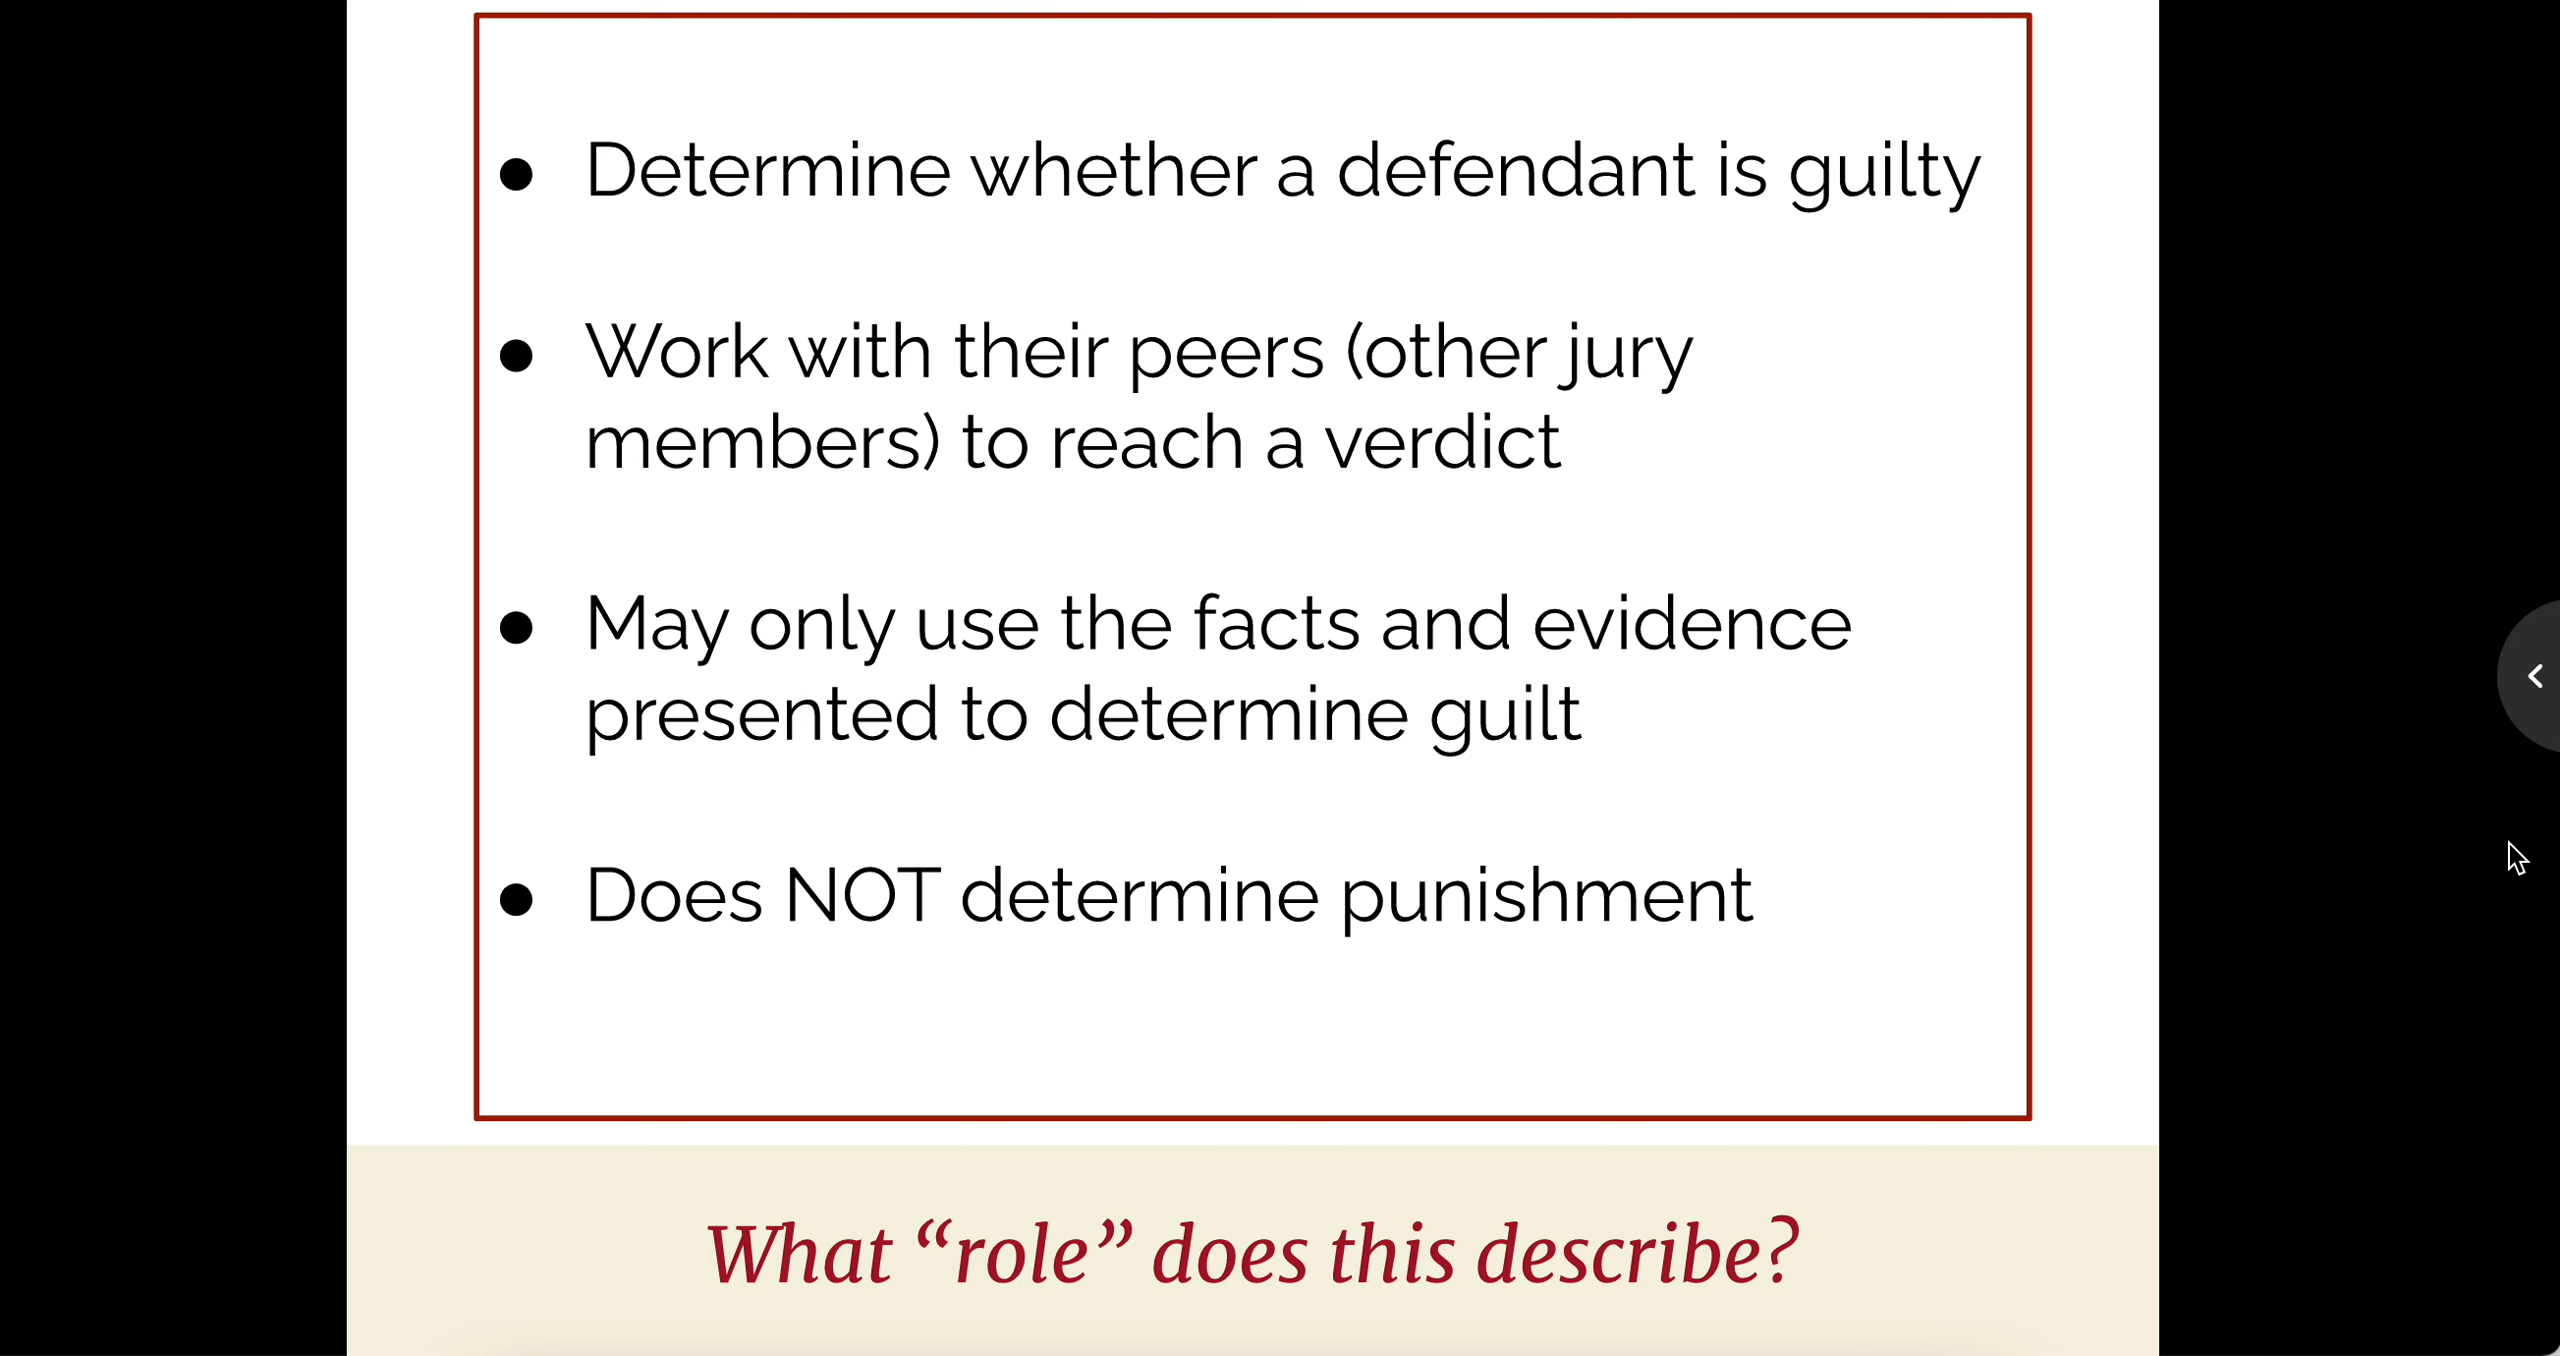 ● Determine whether a defendant is guilty
● Work with their peers (other jury
members) to reach a verdict
● May only use the facts and evidence
presented to determine guilt
● Does NOT determine punishment
What “role” does this describe?